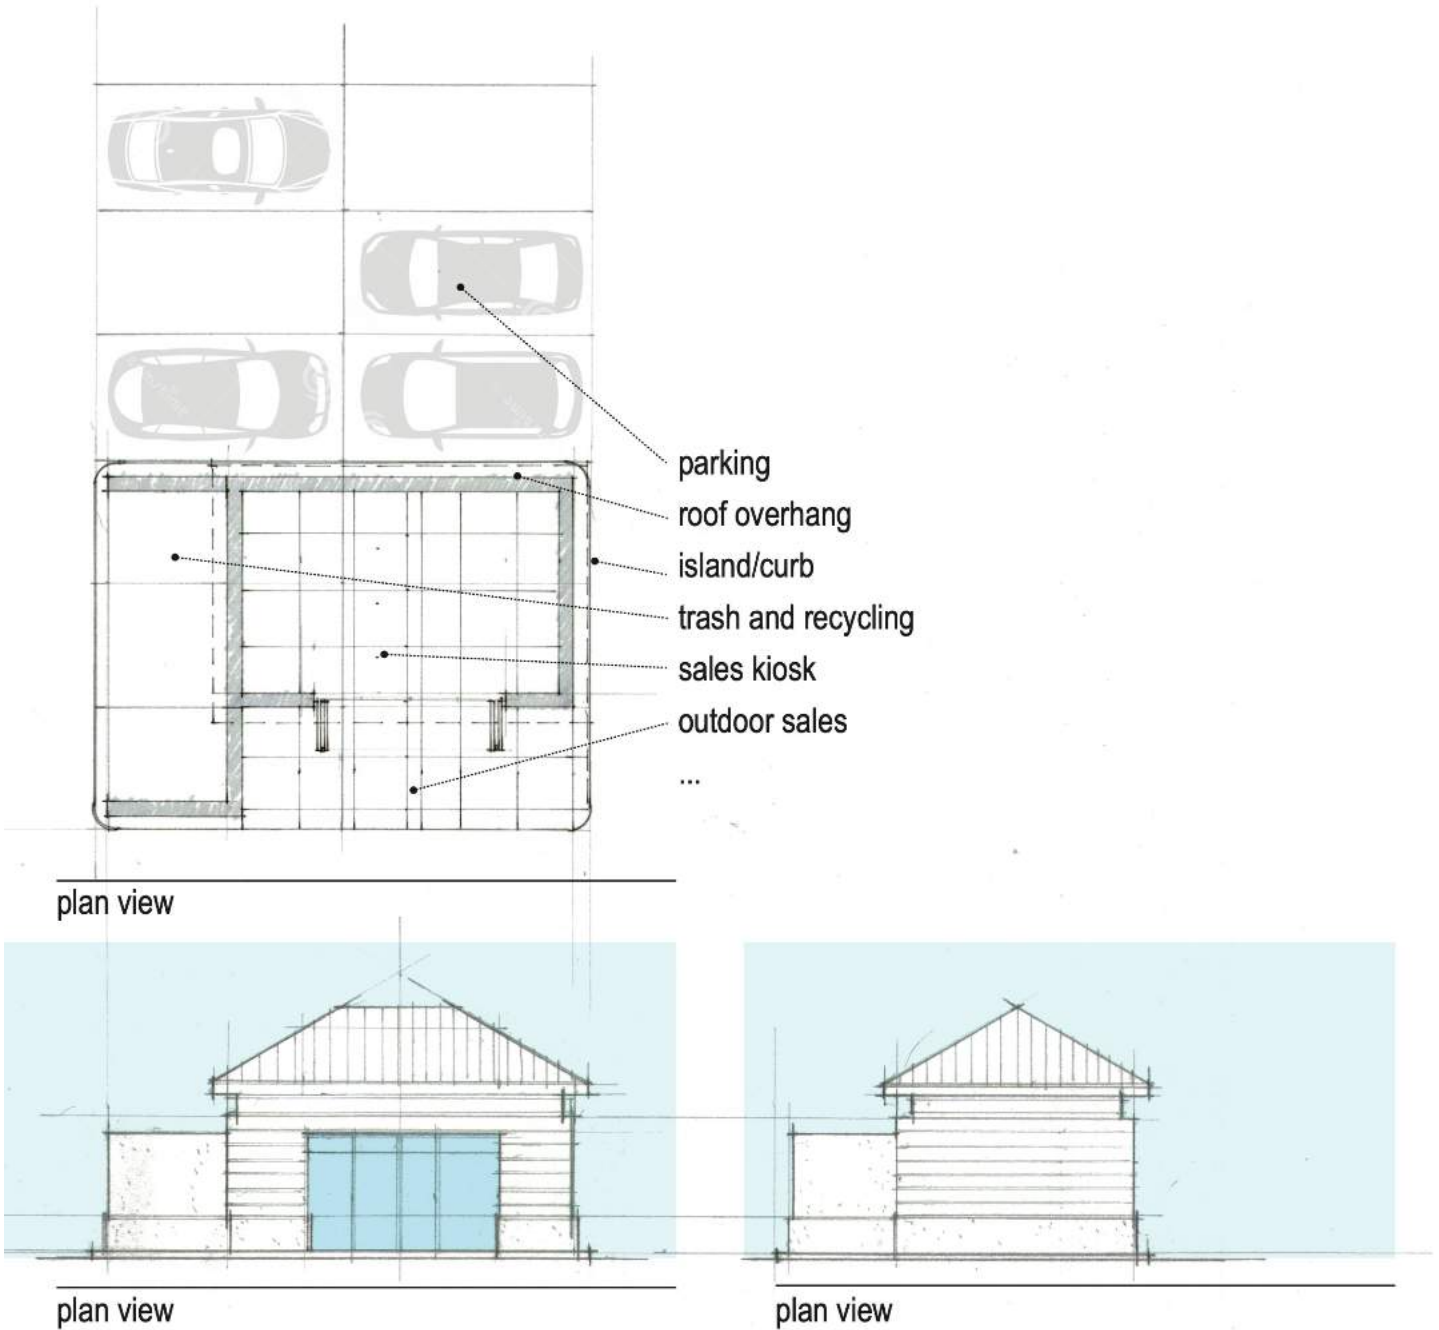 parking
roof overhang
island/curb
trash and recycling
sales kiosk
outdoor sales
...
plan view
plan view
plan view